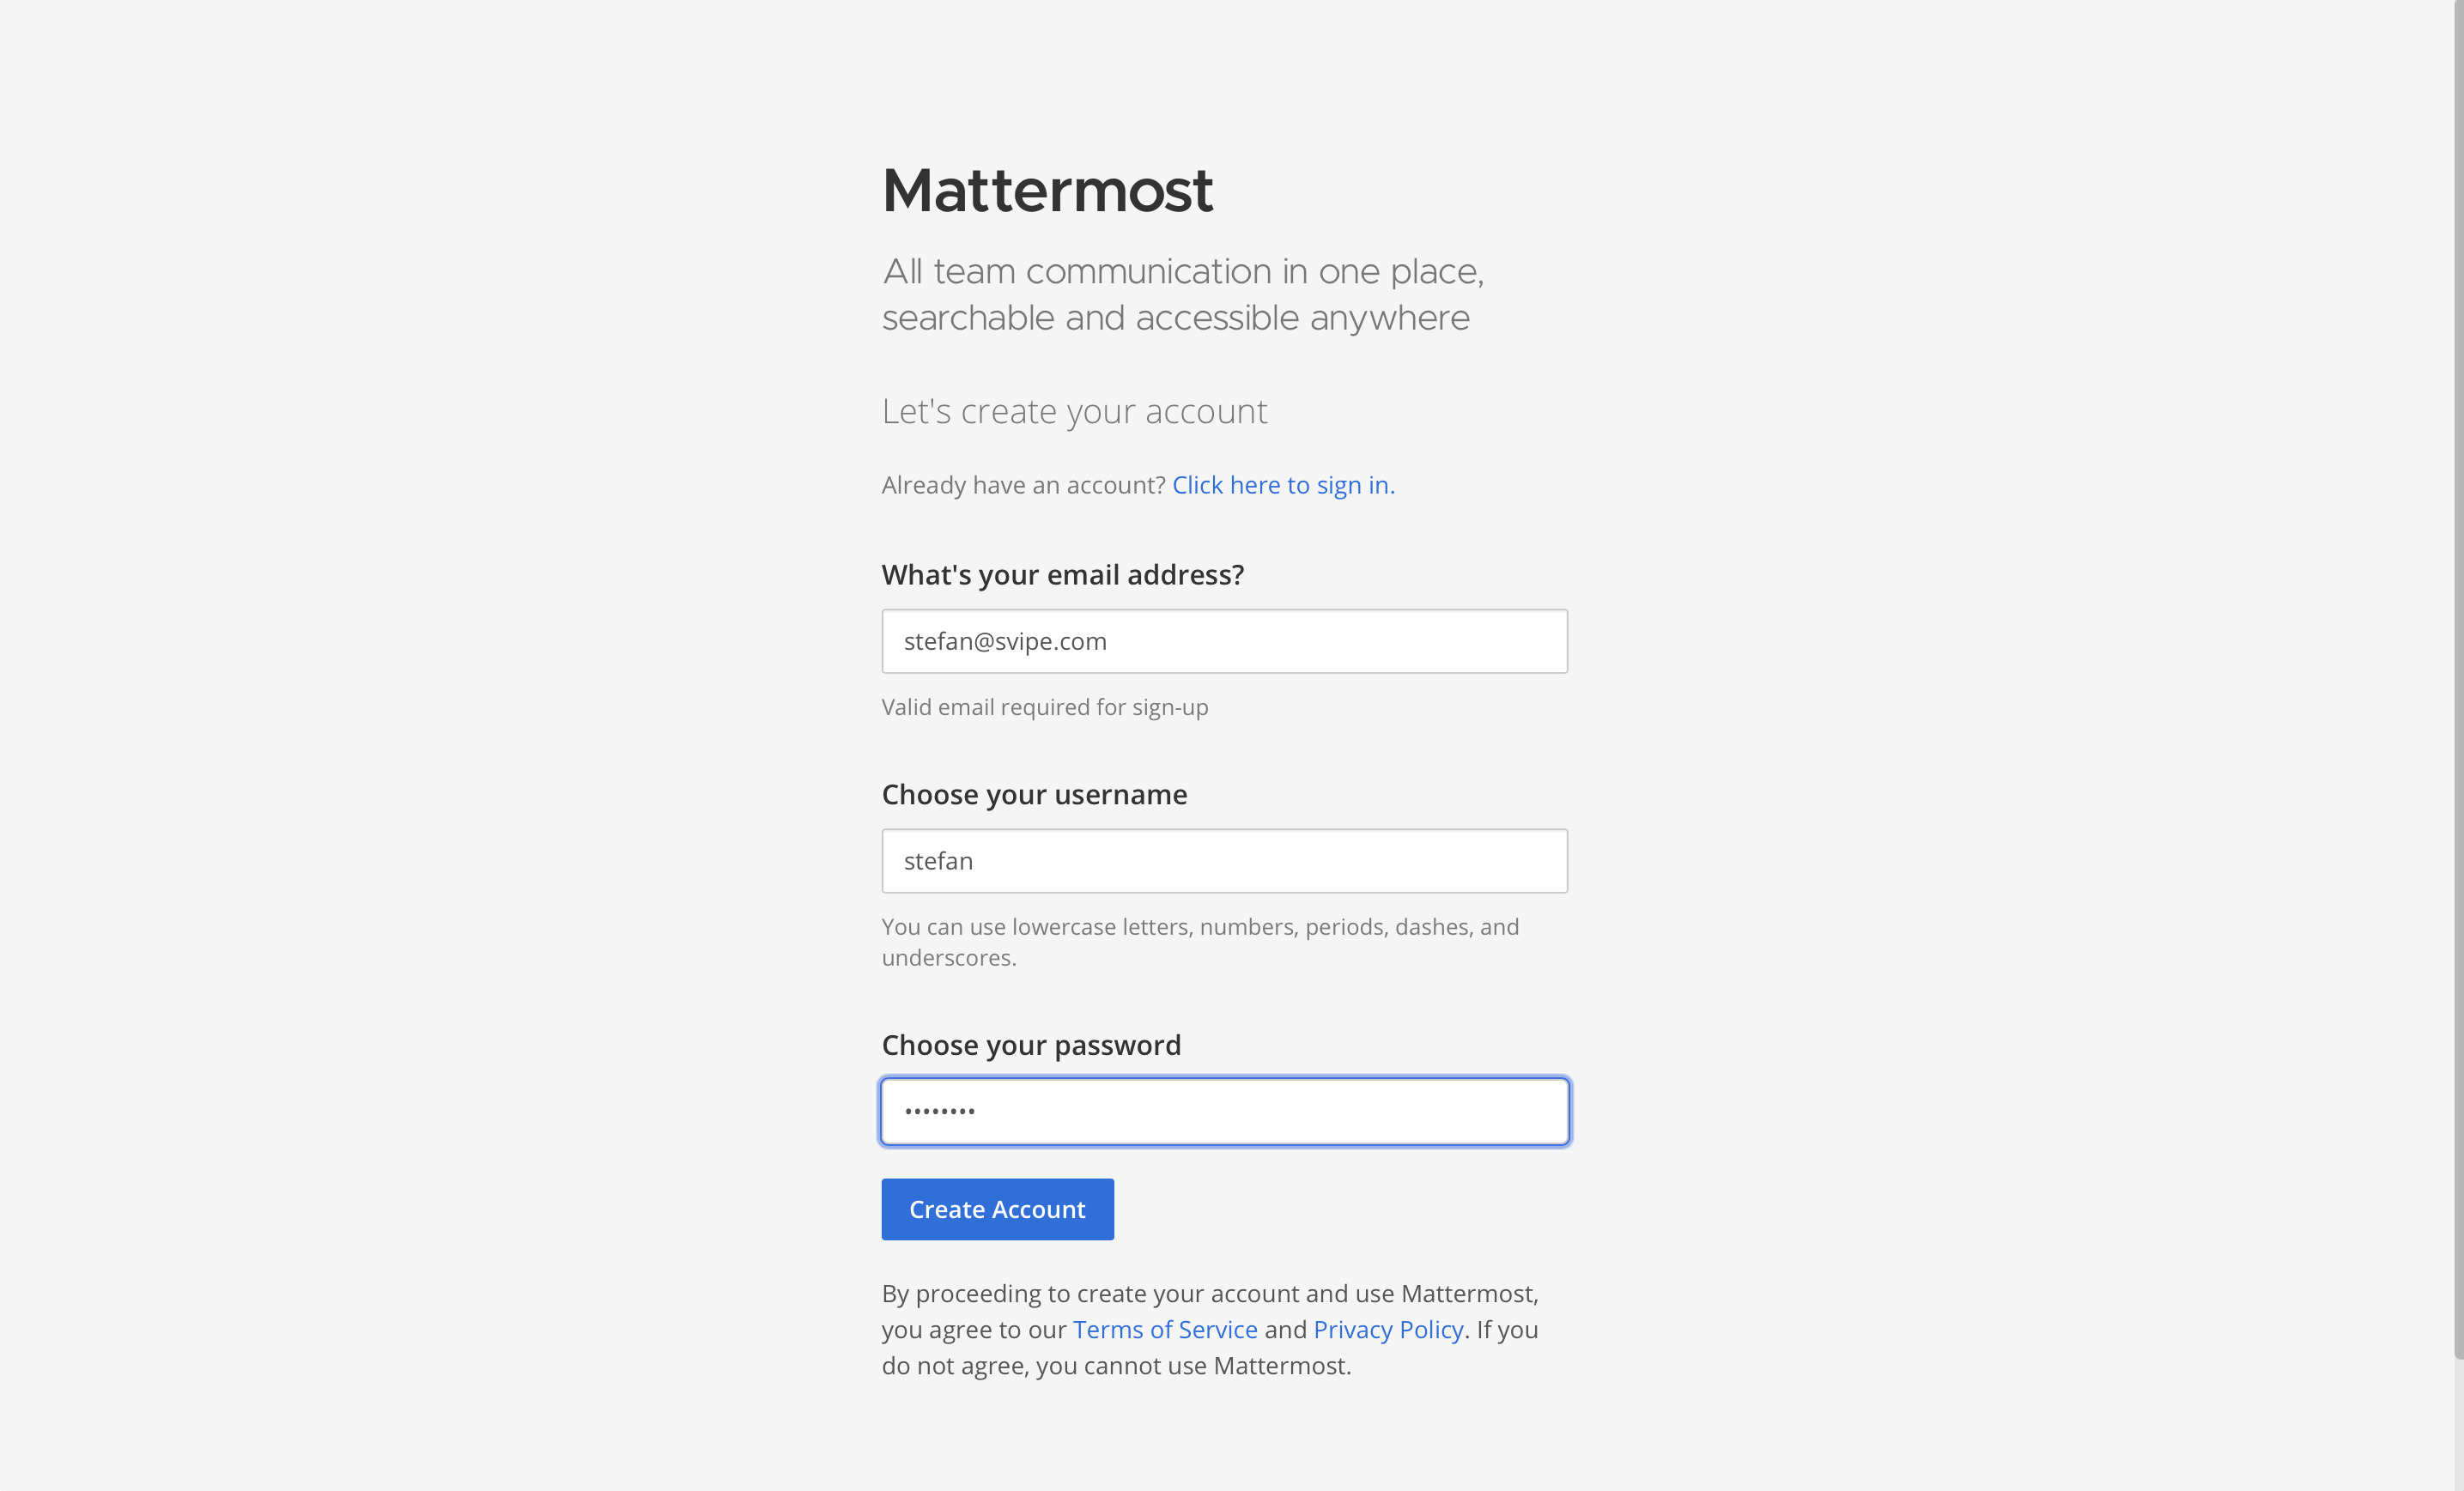 Mattermost
All team communication in one place,
searchable and accessible anywhere
Let's create your account
Already have an account? Click here to sign in.
What's your email address?
stefan@svipe.com
Valid email required for sign-up
Choose your username
stefan
You can use lowercase letters, numbers, periods, dashes, and
underscores.
Choose your password
••••••••
Create Account
By proceeding to create your account and use Mattermost,
you agree to our Terms of Service and Privacy Policy. If you
do not agree, you cannot use Mattermost.